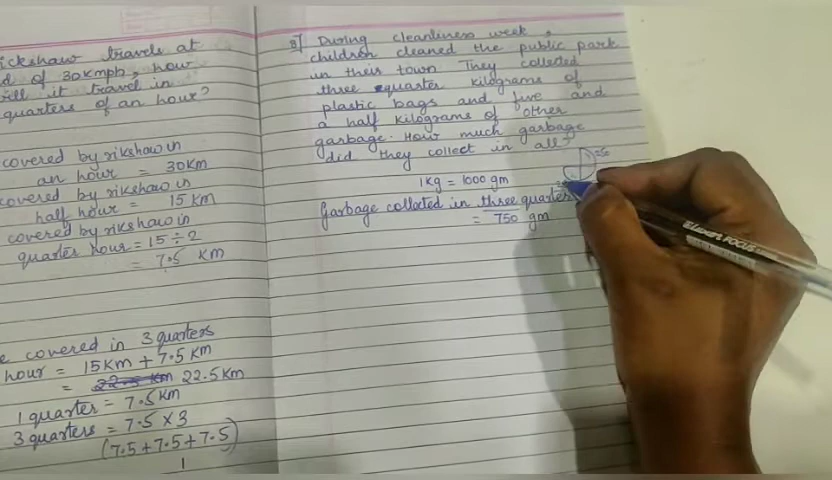 ickshaw travels at
d of 30kmph, how
will it travel in
quarters of an hour?
covered by rikshaw in
an hour = 30Km
covered by rikshaw in
half hour = 15 KM
covered by rikshaw in
quarter hour = 15 ÷ 2
= 7.5 KM
e covered in 3 quarters
hour = 15Km + 7.5 KM
= 22.5 Km
1 quarter = 7.5Km
3 quarters = 7.5 x 3
(7.5 + 7.5 + 7.5)
8] During cleanliness week,
children cleaned the public park
in their town They collected
three quarter kilograms of
plastic bags and five and
a half kilograms of other
garbage. How much garbage
did they collect in all?
1Kg = 1000 gm
Garbage collated in three quarter
= 750 gm